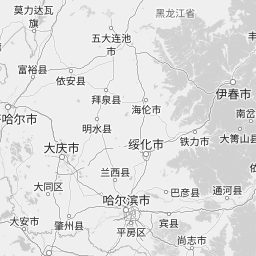 莫力达瓦
旗
黑龙江省
五大连池
市
富裕县
依安县
拜泉县
伊春市
海伦市
哈尔市
明水县
南岔
绥化市
铁力市
大箐山县
大庆市
兰西县
大同区
巴彦县
通河县
哈尔滨市
大安市
肇州县
宾县
平房区
尚志市